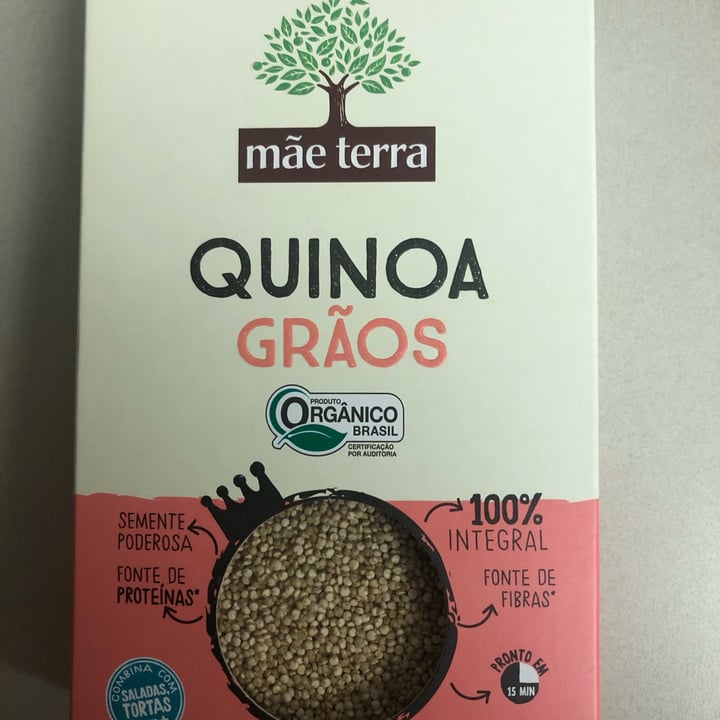 mãe terra
QUINOA
GRÃOS
PRODUTO
ORGÂNICO
BRASIL
CERTIFICAÇÃO
POR AUDITORIA
SEMENTE
PODEROSA
FONTE DE
PROTEÍNAS*
100%
INTEGRAL
FONTE DE
FIBRAS*
PRONTO EM
15 MIN
COMBINA COM
SALADAS,
TORTAS